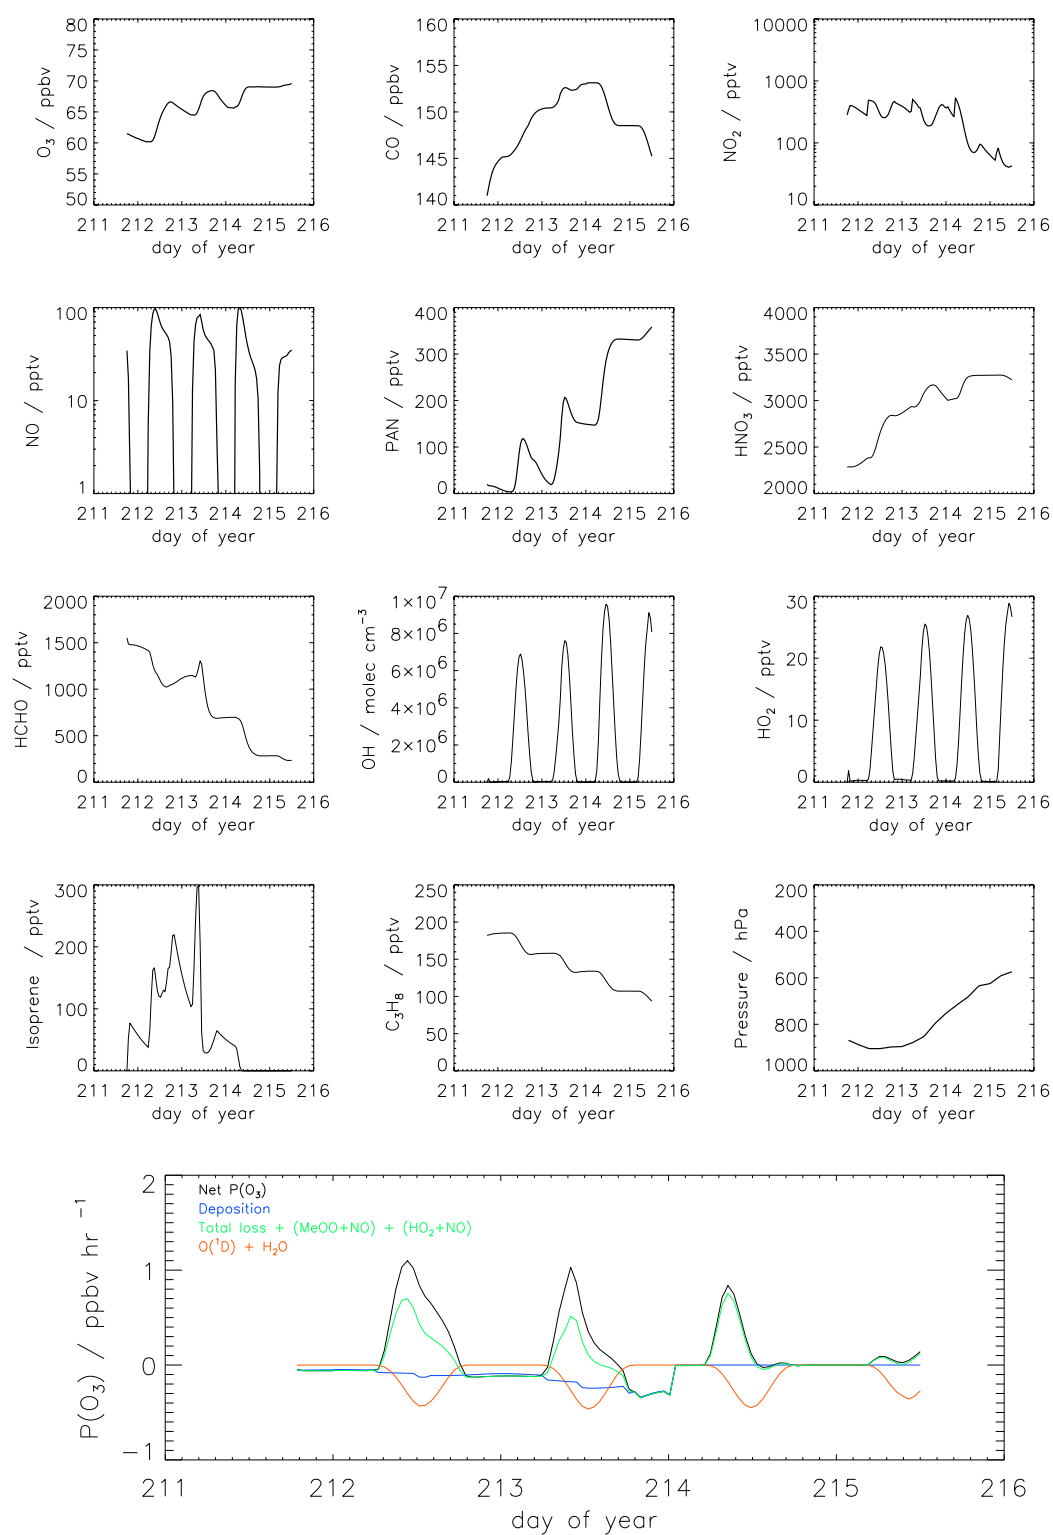 80
75
70
65
60
55
50
O₃ / ppbv
211 212 213 214 215 216
day of year
160
155
150
145
140
CO / ppbv
211 212 213 214 215 216
day of year
10000
1000
100
10
NO₂ / pptv
211 212 213 214 215 216
day of year
100
10
1
NO / pptv
211 212 213 214 215 216
day of year
400
300
200
100
0
PAN / pptv
211 212 213 214 215 216
day of year
4000
3500
3000
2500
2000
HNO₃ / pptv
211 212 213 214 215 216
day of year
2000
1500
1000
500
0
HCHO / pptv
211 212 213 214 215 216
day of year
1×10⁷
8×10⁶
6×10⁶
4×10⁶
2×10⁶
0
OH / molec cm⁻³
211 212 213 214 215 216
day of year
30
20
10
0
HO₂ / pptv
211 212 213 214 215 216
day of year
300
200
100
0
Isoprene / pptv
211 212 213 214 215 216
day of year
250
200
150
100
50
0
C₃H₈ / pptv
211 212 213 214 215 216
day of year
200
400
600
800
1000
Pressure / hPa
211 212 213 214 215 216
day of year
2
1
0
−1
P(O₃) / ppbv hr ⁻¹
Net P(O₃)
Deposition
Total loss + (MeOO+NO) + (HO₂+NO)
O(¹D) + H₂O
211 212 213 214 215 216
day of year